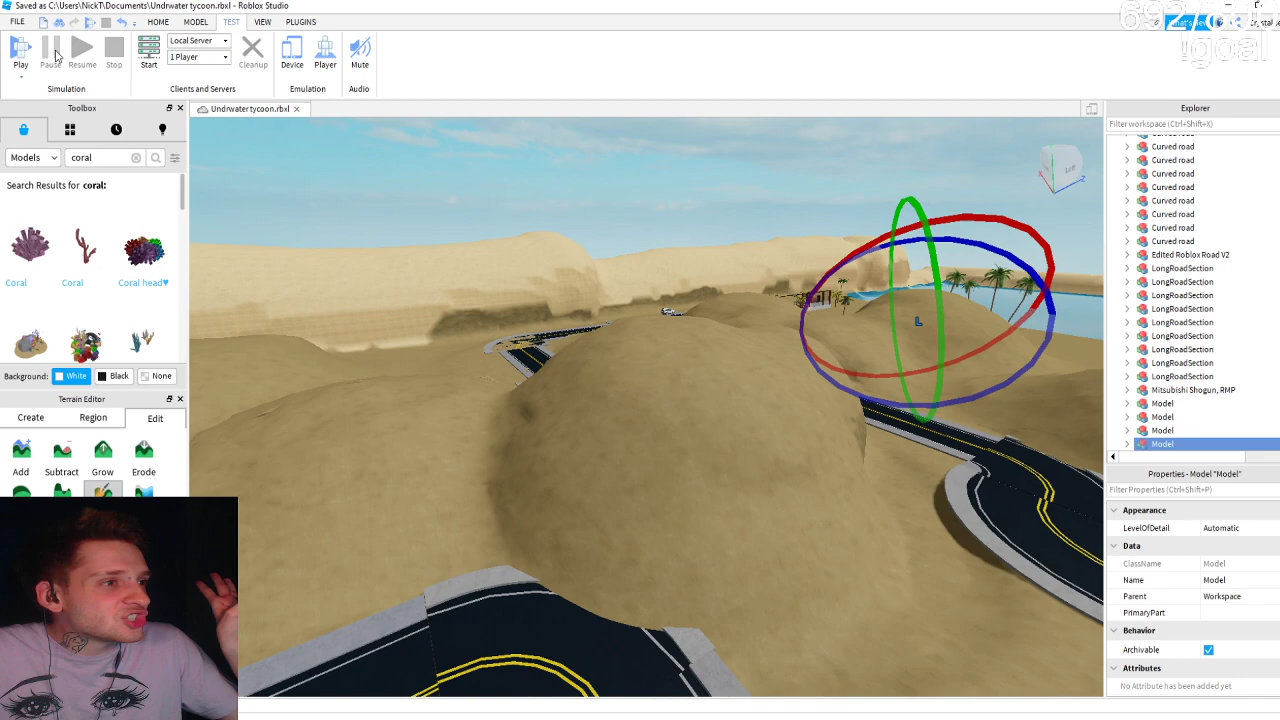 Saved as C:\Users\NickT\Documents\Undrwater tycoon.rbxl - Roblox Studio
FILE
HOME
MODEL
TEST
VIEW
PLUGINS
What's new
!goal
Play
Pause
Resume
Stop
Start
Local Server
1 Player
Cleanup
Device
Player
Mute
Simulation
Clients and Servers
Emulation
Audio
Toolbox
Undrwater tycoon.rbxl
Models
coral
Search Results for coral:
Coral
Coral
Coral head♥
Background:
White
Black
None
Terrain Editor
Create
Region
Edit
Add
Subtract
Grow
Erode
Left
X
Z
L
Explorer
Filter workspace (Ctrl+Shift+X)
Curved road
Curved road
Curved road
Curved road
Curved road
Curved road
Curved road
Curved road
Curved road
Edited Roblox Road V2
LongRoadSection
LongRoadSection
LongRoadSection
LongRoadSection
LongRoadSection
LongRoadSection
LongRoadSection
LongRoadSection
LongRoadSection
Mitsubishi Shogun, RMP
Model
Model
Model
Model
Properties - Model "Model"
Filter Properties (Ctrl+Shift+P)
Appearance
LevelOfDetail Automatic
Data
ClassName Model
Name Model
Parent Workspace
PrimaryPart
Behavior
Archivable
Attributes
No Attribute has been added yet